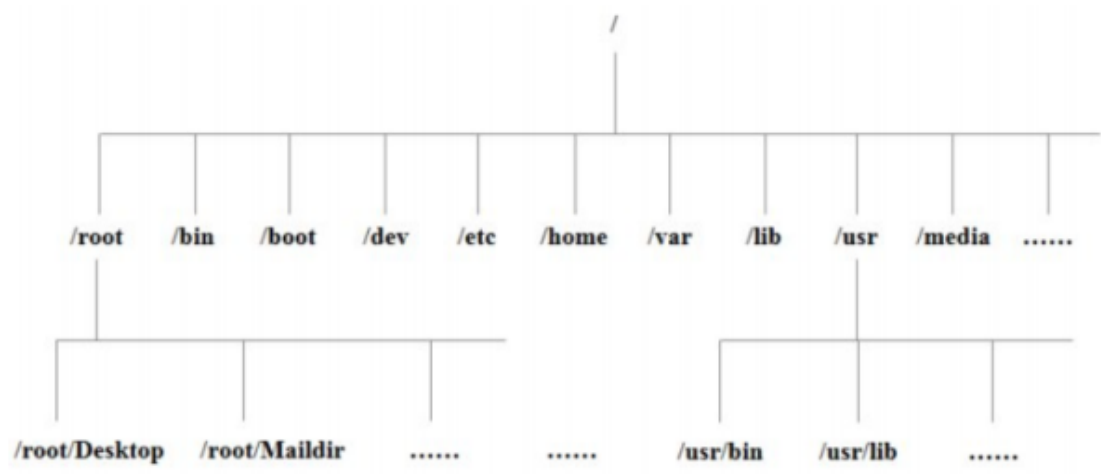 /
/root /bin /boot /dev /etc /home /var /lib /usr /media ......
/root/Desktop /root/Maildir ...... ...... /usr/bin /usr/lib ......